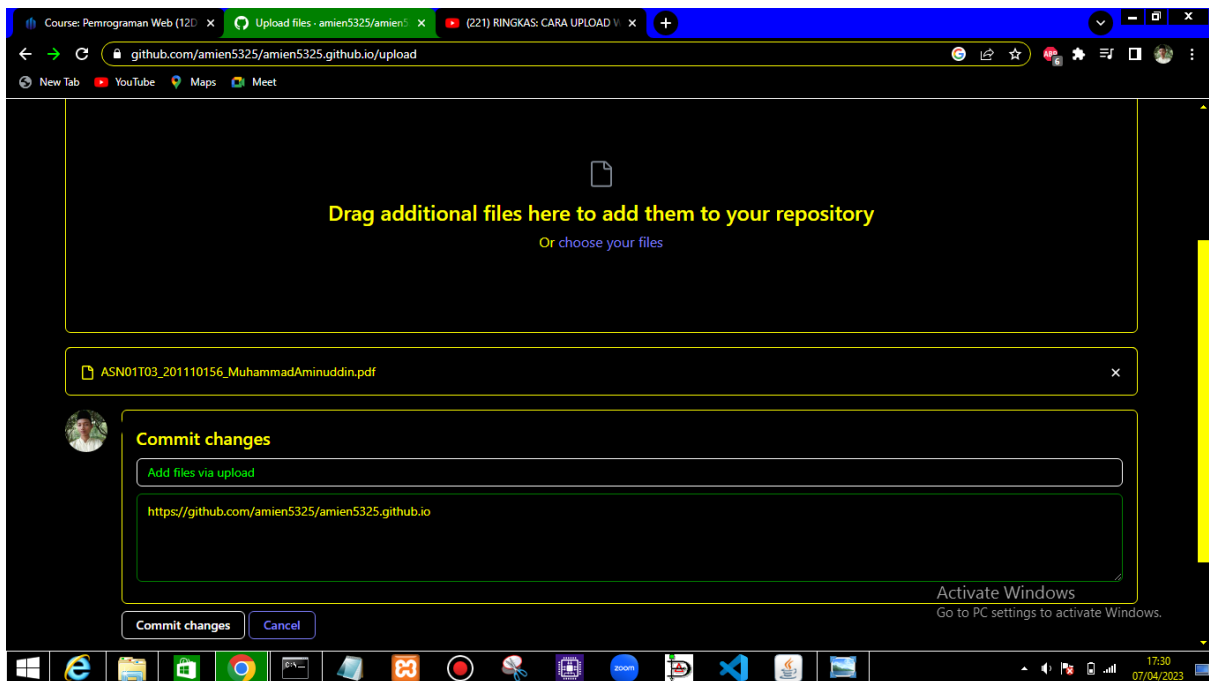 Course: Pemrograman Web (12D
Upload files · amien5325/amien5
(221) RINGKAS: CARA UPLOAD W
github.com/amien5325/amien5325.github.io/upload
ABP
6
New Tab
YouTube
Maps
Meet
Drag additional files here to add them to your repository
Or choose your files
ASN01T03_201110156_MuhammadAminuddin.pdf
Commit changes
Add files via upload
https://github.com/amien5325/amien5325.github.io
Activate Windows
Go to PC settings to activate Windows.
Commit changes
Cancel
C:\_
zoom
17:30
07/04/2023